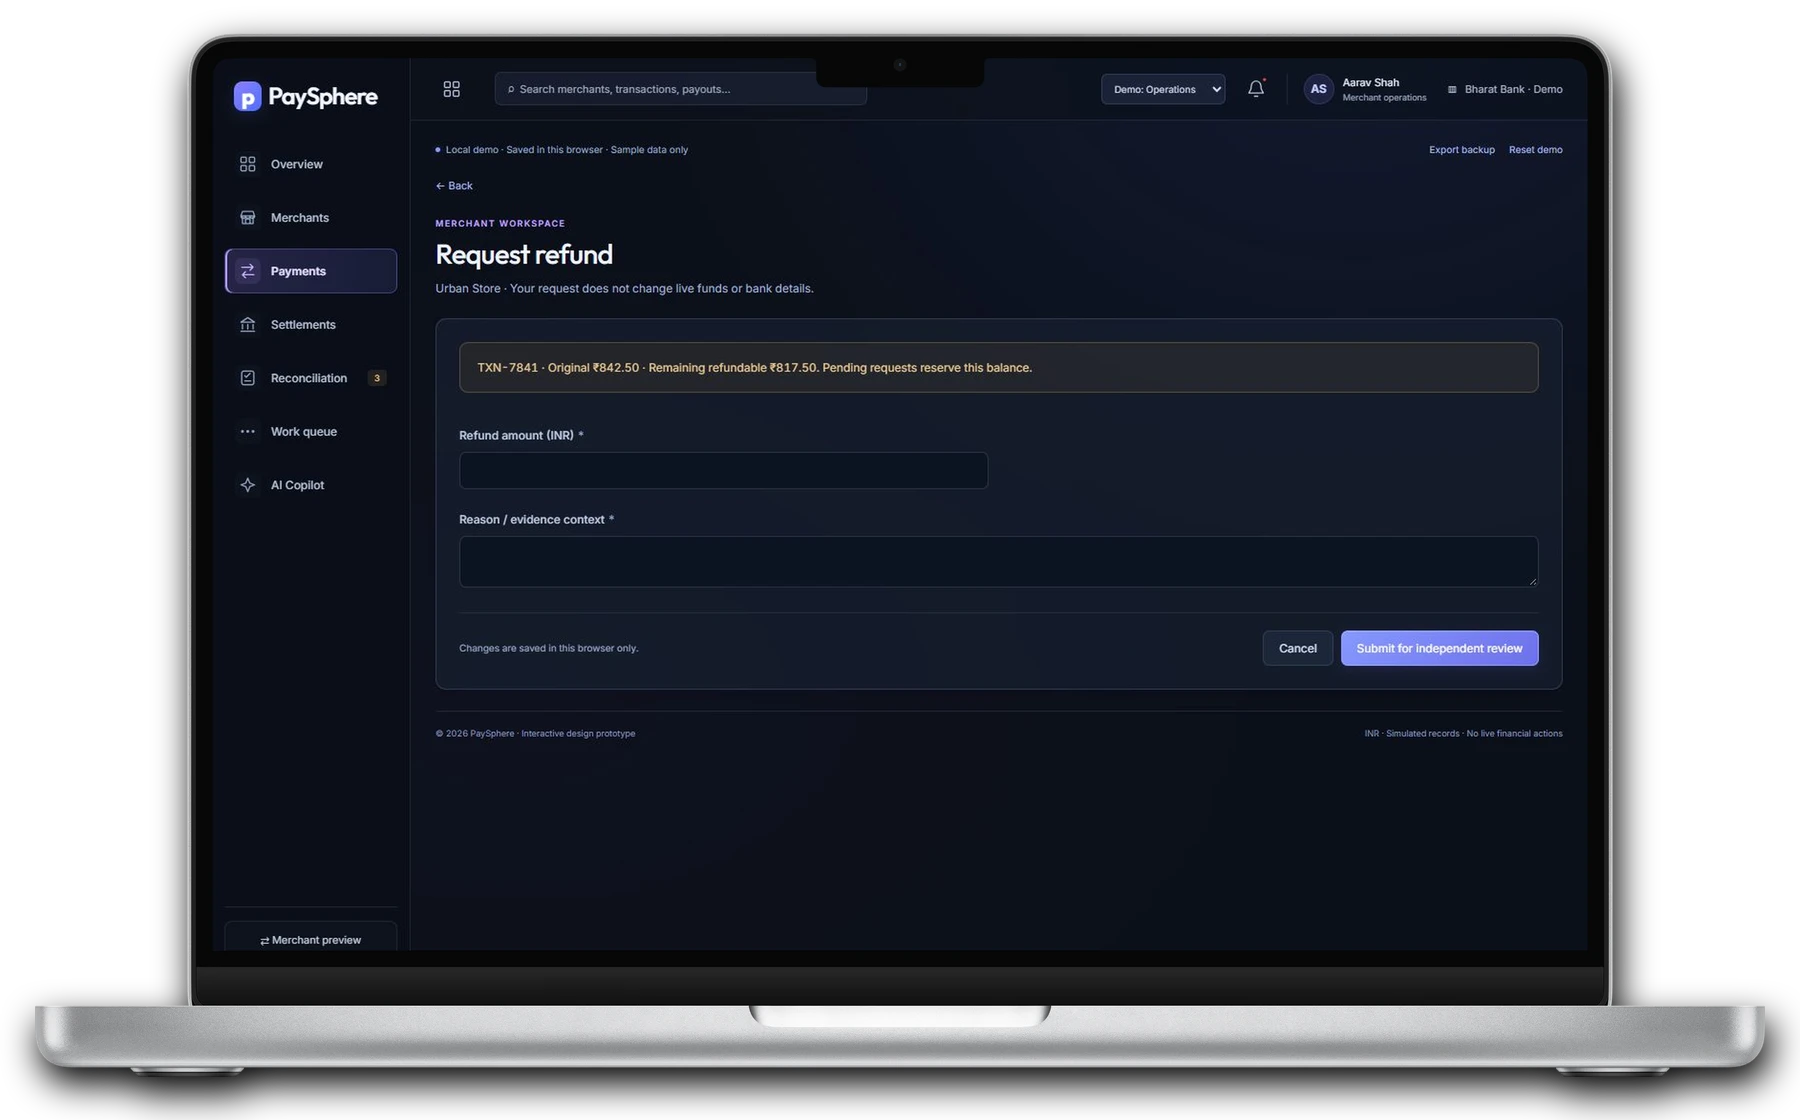 p PaySphere
Search merchants, transactions, payouts...
Demo: Operations
AS
Aarav Shah
Merchant operations
Bharat Bank · Demo
Overview
Merchants
Payments
Settlements
Reconciliation 3
Work queue
AI Copilot
⇄ Merchant preview
Local demo · Saved in this browser · Sample data only
Export backup
Reset demo
← Back
MERCHANT WORKSPACE
Request refund
Urban Store · Your request does not change live funds or bank details.
TXN-7841 · Original ₹842.50 · Remaining refundable ₹817.50. Pending requests reserve this balance.
Refund amount (INR) *
Reason / evidence context *
Changes are saved in this browser only.
Cancel
Submit for independent review
© 2026 PaySphere · Interactive design prototype
INR · Simulated records · No live financial actions